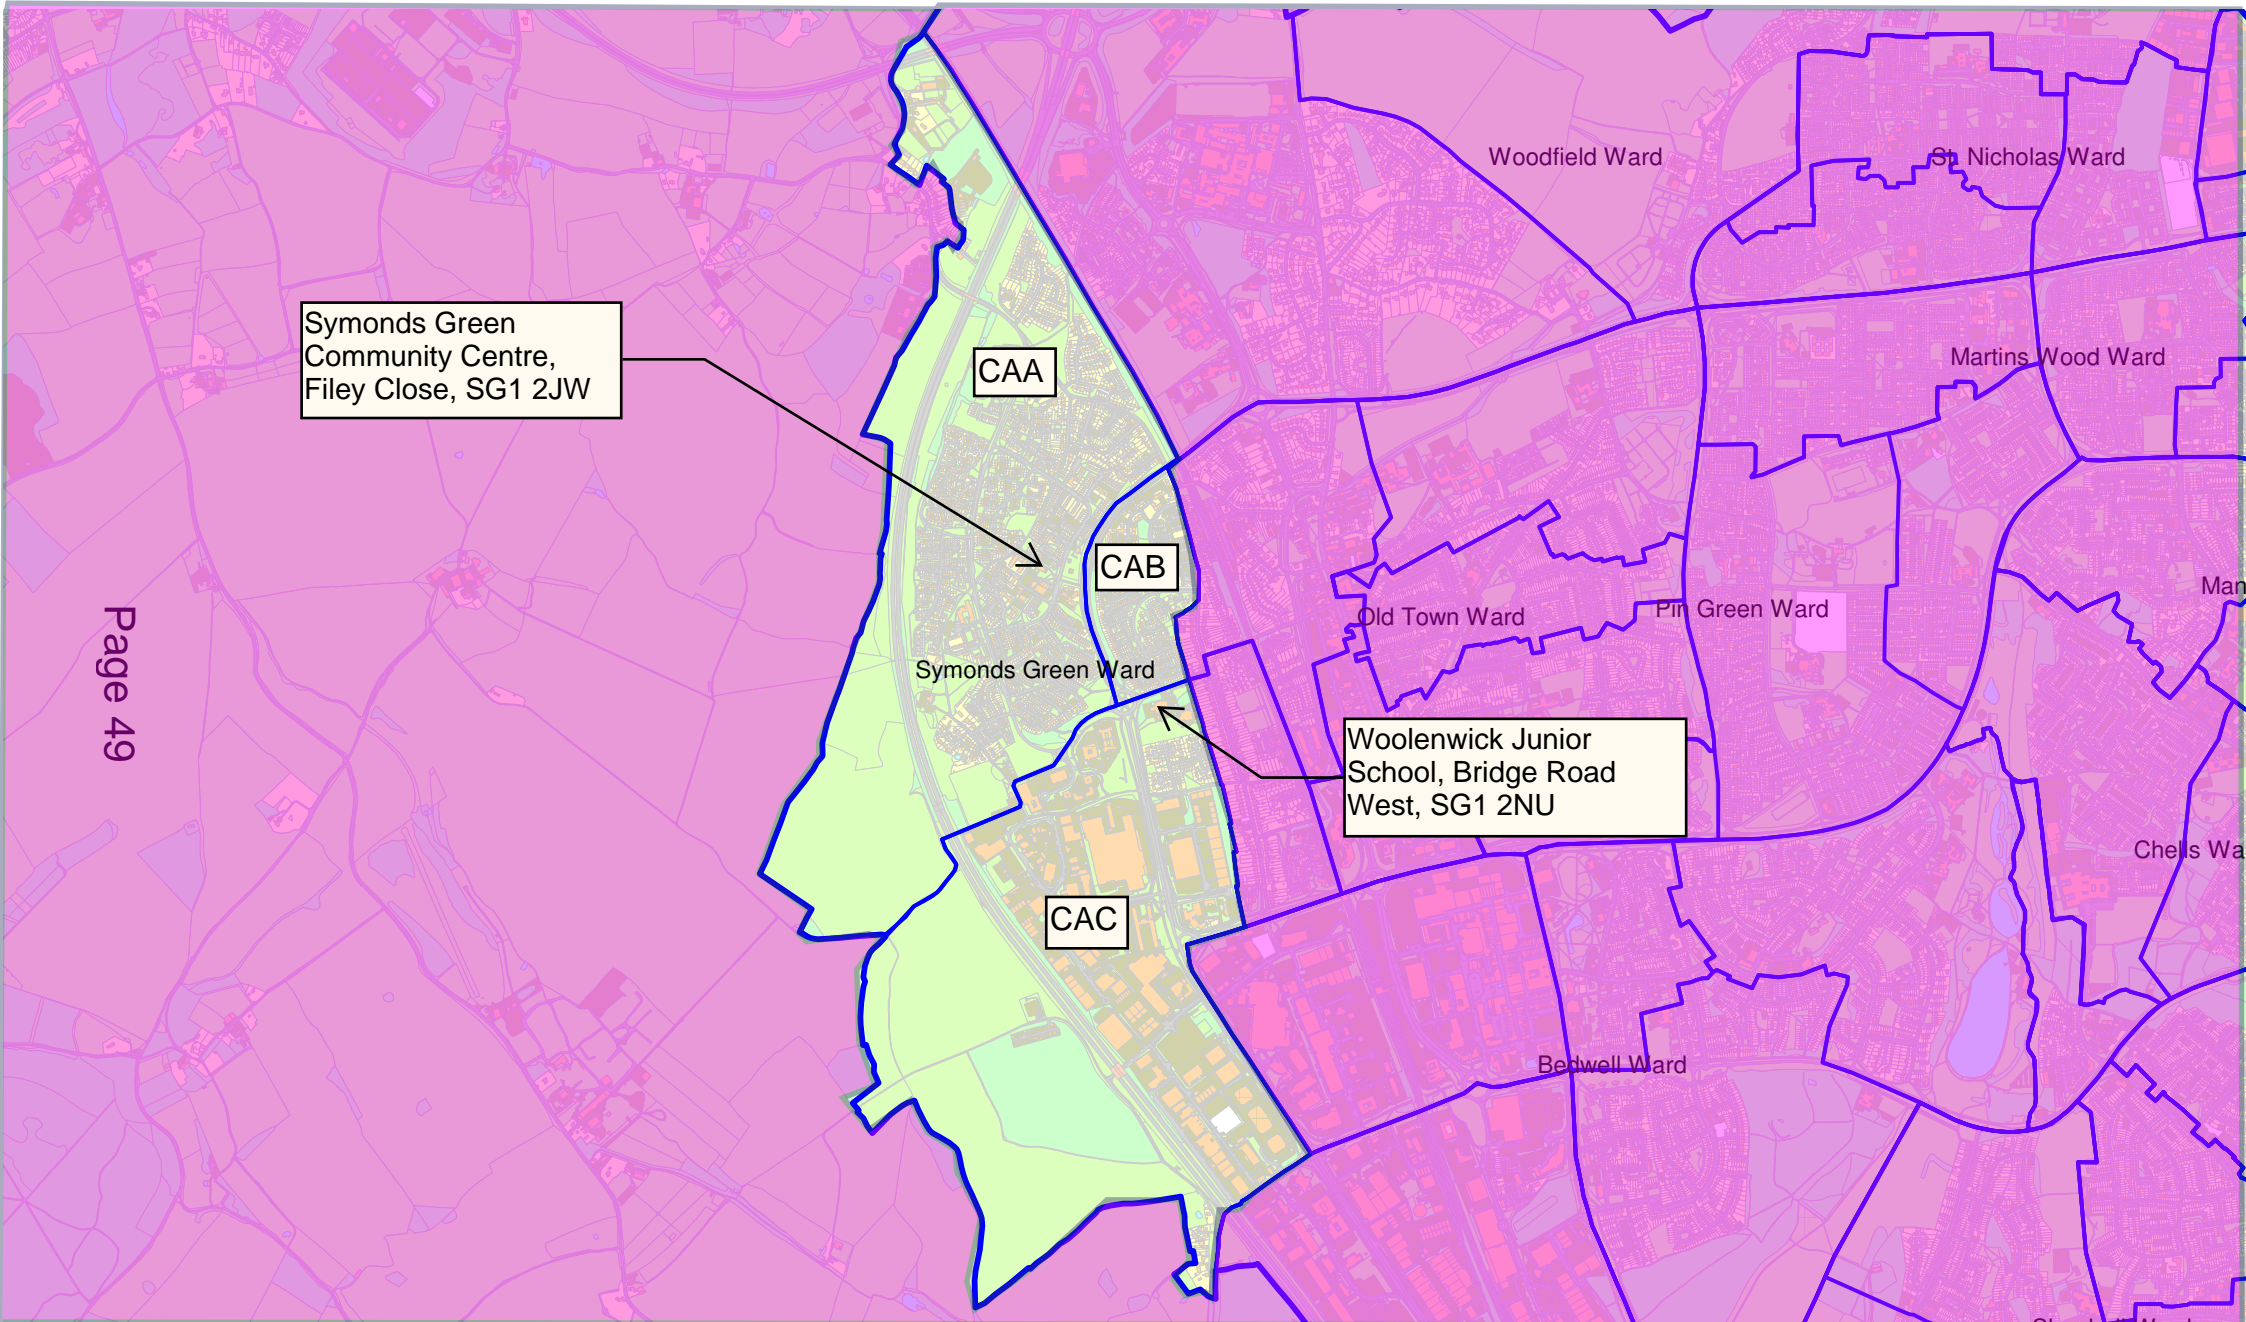 Woodfield Ward
St. Nicholas Ward
Symonds Green
Community Centre,
Filey Close, SG1 2JW
CAA
Martins Wood Ward
CAB
Man
Old Town Ward
Pin Green Ward
Page 49
Symonds Green Ward
Woolenwick Junior
School, Bridge Road
West, SG1 2NU
Chells Wa
CAC
Bedwell Ward